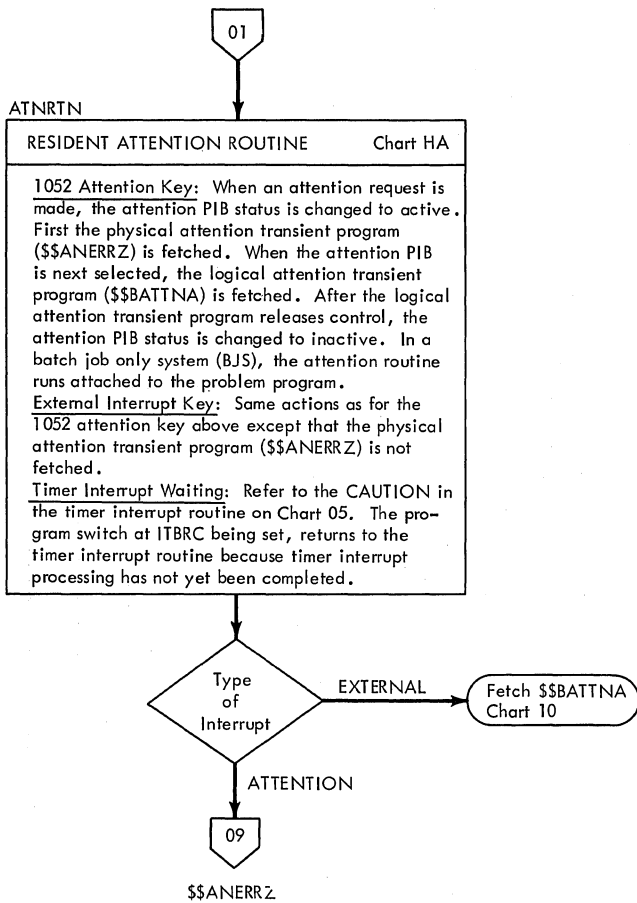 01
ATNRTN
RESIDENT ATTENTION ROUTINE Chart HA
1052 Attention Key: When an attention request is
made, the attention PIB status is changed to active.
First the physical attention transient program
($$ANERRZ) is fetched. When the attention PIB
is next selected, the logical attention transient
program ($$BATTNA) is fetched. After the logical
attention transient program releases control, the
attention PIB status is changed to inactive. In a
batch job only system (BJS), the attention routine
runs attached to the problem program.
External Interrupt Key: Same actions as for the
1052 attention key above except that the physical
attention transient program ($$ANERRZ) is not
fetched.
Timer Interrupt Waiting: Refer to the CAUTION in
the timer interrupt routine on Chart 05. The pro-
gram switch at ITBRC being set, returns to the
timer interrupt routine because timer interrupt
processing has not yet been completed.
Type
of
Interrupt
EXTERNAL
Fetch $$BATTNA
Chart 10
ATTENTION
09
$$ANERRZ